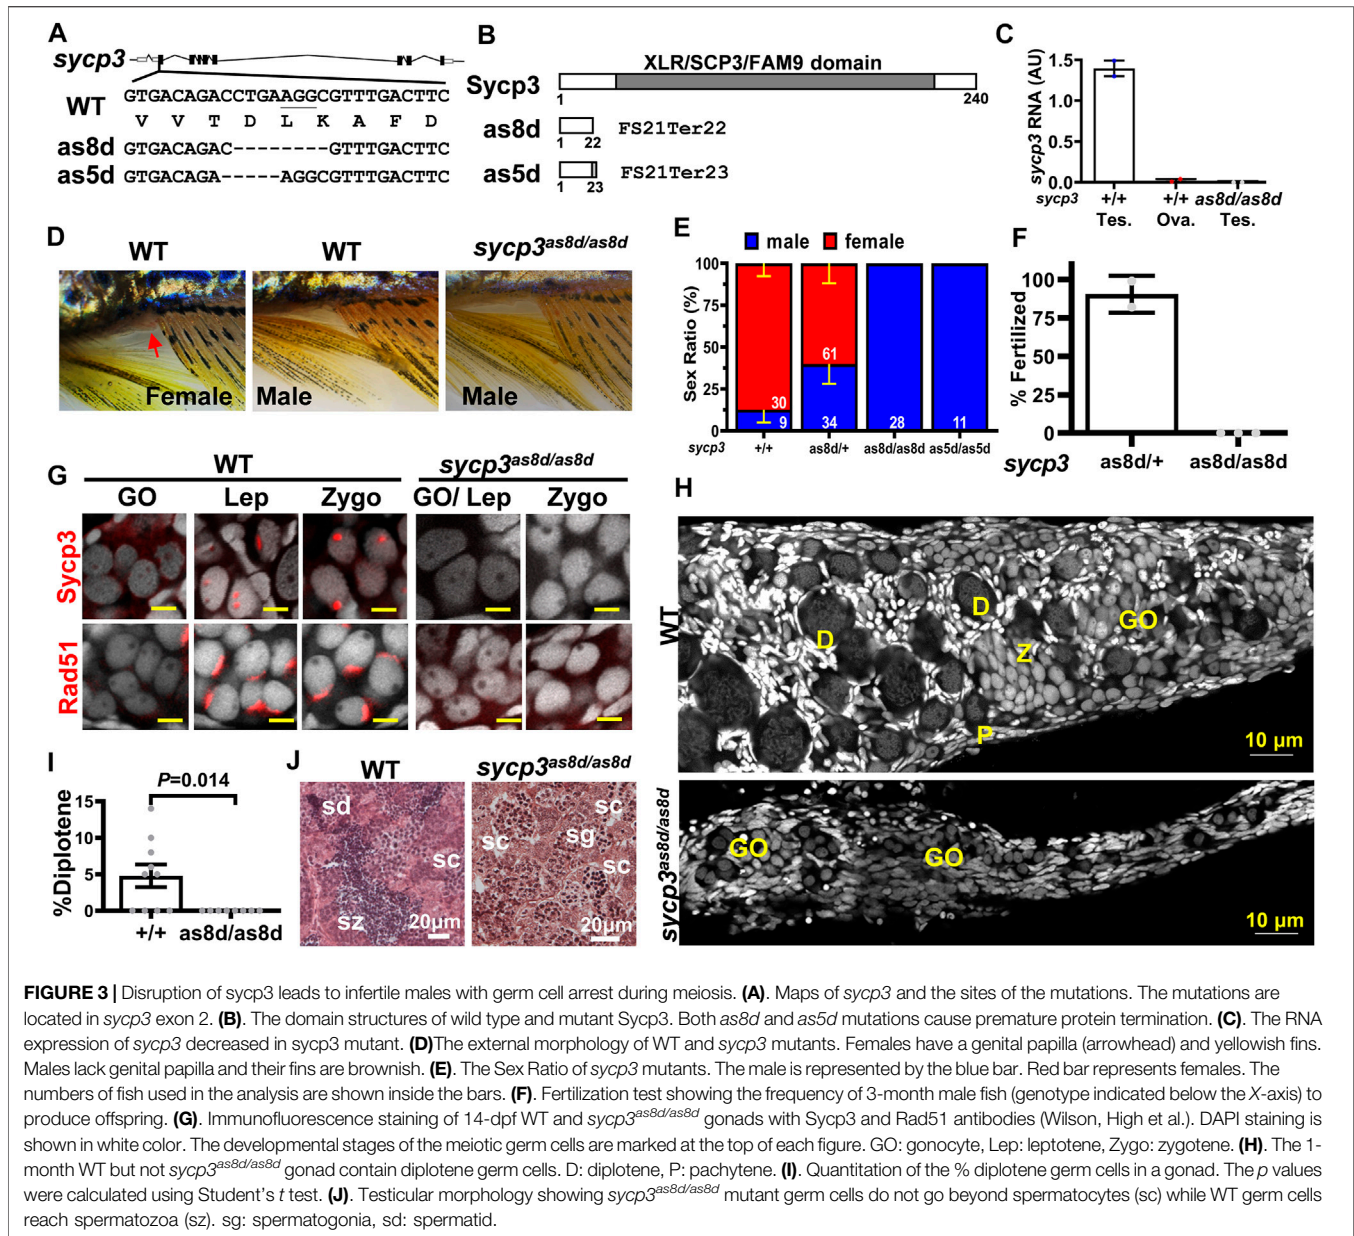 A
sycp3
WT GTGACAGACCTGAAGGCGTTTGACTTC
V V T D L K A F D
as8d GTGACAGAC--------GTTTGACTTC
as5d GTGACAGA-----AGGCGTTTGACTTC
B
XLR/SCP3/FAM9 domain
Sycp3
1 240
as8d FS21Ter22
1 22
as5d FS21Ter23
1 23
C
sycp3 RNA (AU)
1.5
1.0
0.5
0.0
sycp3 +/+ +/+ as8d/as8d
Tes. Ova. Tes.
D
WT WT sycp3as8d/as8d
Female Male Male
E
male female
Sex Ratio (%)
100
75
50
25
0
30 61
9 34 28 11
sycp3 +/+ as8d/+ as8d/as8d as5d/as5d
F
% Fertilized
100
75
50
25
0
sycp3 as8d/+ as8d/as8d
G
WT sycp3as8d/as8d
GO Lep Zygo GO/ Lep Zygo
Sycp3
Rad51
H
WT
D D Z GO P
10 µm
sycp3as8d/as8d
GO GO
10 µm
I
P=0.014
%Diplotene
15
10
5
0
+/+ as8d/as8d
J
WT sycp3as8d/as8d
sd sc sz 20µm
sc sc sg sc 20µm
FIGURE 3 | Disruption of sycp3 leads to infertile males with germ cell arrest during meiosis. (A). Maps of sycp3 and the sites of the mutations. The mutations are
located in sycp3 exon 2. (B). The domain structures of wild type and mutant Sycp3. Both as8d and as5d mutations cause premature protein termination. (C). The RNA
expression of sycp3 decreased in sycp3 mutant. (D)The external morphology of WT and sycp3 mutants. Females have a genital papilla (arrowhead) and yellowish fins.
Males lack genital papilla and their fins are brownish. (E). The Sex Ratio of sycp3 mutants. The male is represented by the blue bar. Red bar represents females. The
numbers of fish used in the analysis are shown inside the bars. (F). Fertilization test showing the frequency of 3-month male fish (genotype indicated below the X-axis) to
produce offspring. (G). Immunofluorescence staining of 14-dpf WT and sycp3as8d/as8d gonads with Sycp3 and Rad51 antibodies (Wilson, High et al.). DAPI staining is
shown in white color. The developmental stages of the meiotic germ cells are marked at the top of each figure. GO: gonocyte, Lep: leptotene, Zygo: zygotene. (H). The 1-
month WT but not sycp3as8d/as8d gonad contain diplotene germ cells. D: diplotene, P: pachytene. (I). Quantitation of the % diplotene germ cells in a gonad. The p values
were calculated using Student's t test. (J). Testicular morphology showing sycp3as8d/as8d mutant germ cells do not go beyond spermatocytes (sc) while WT germ cells
reach spermatozoa (sz). sg: spermatogonia, sd: spermatid.